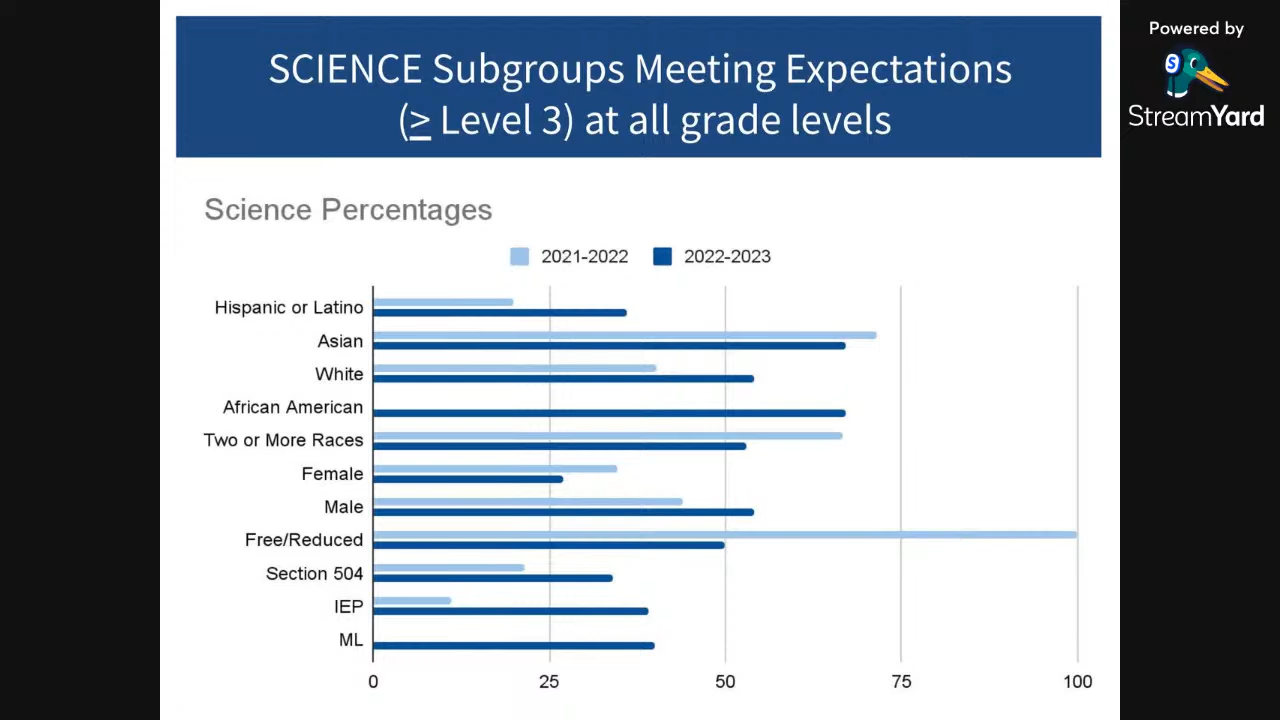 SCIENCE Subgroups Meeting Expectations
(≥ Level 3) at all grade levels
Powered by
S
StreamYard
Science Percentages
2021-2022 2022-2023
Hispanic or Latino
Asian
White
African American
Two or More Races
Female
Male
Free/Reduced
Section 504
IEP
ML
0 25 50 75 100